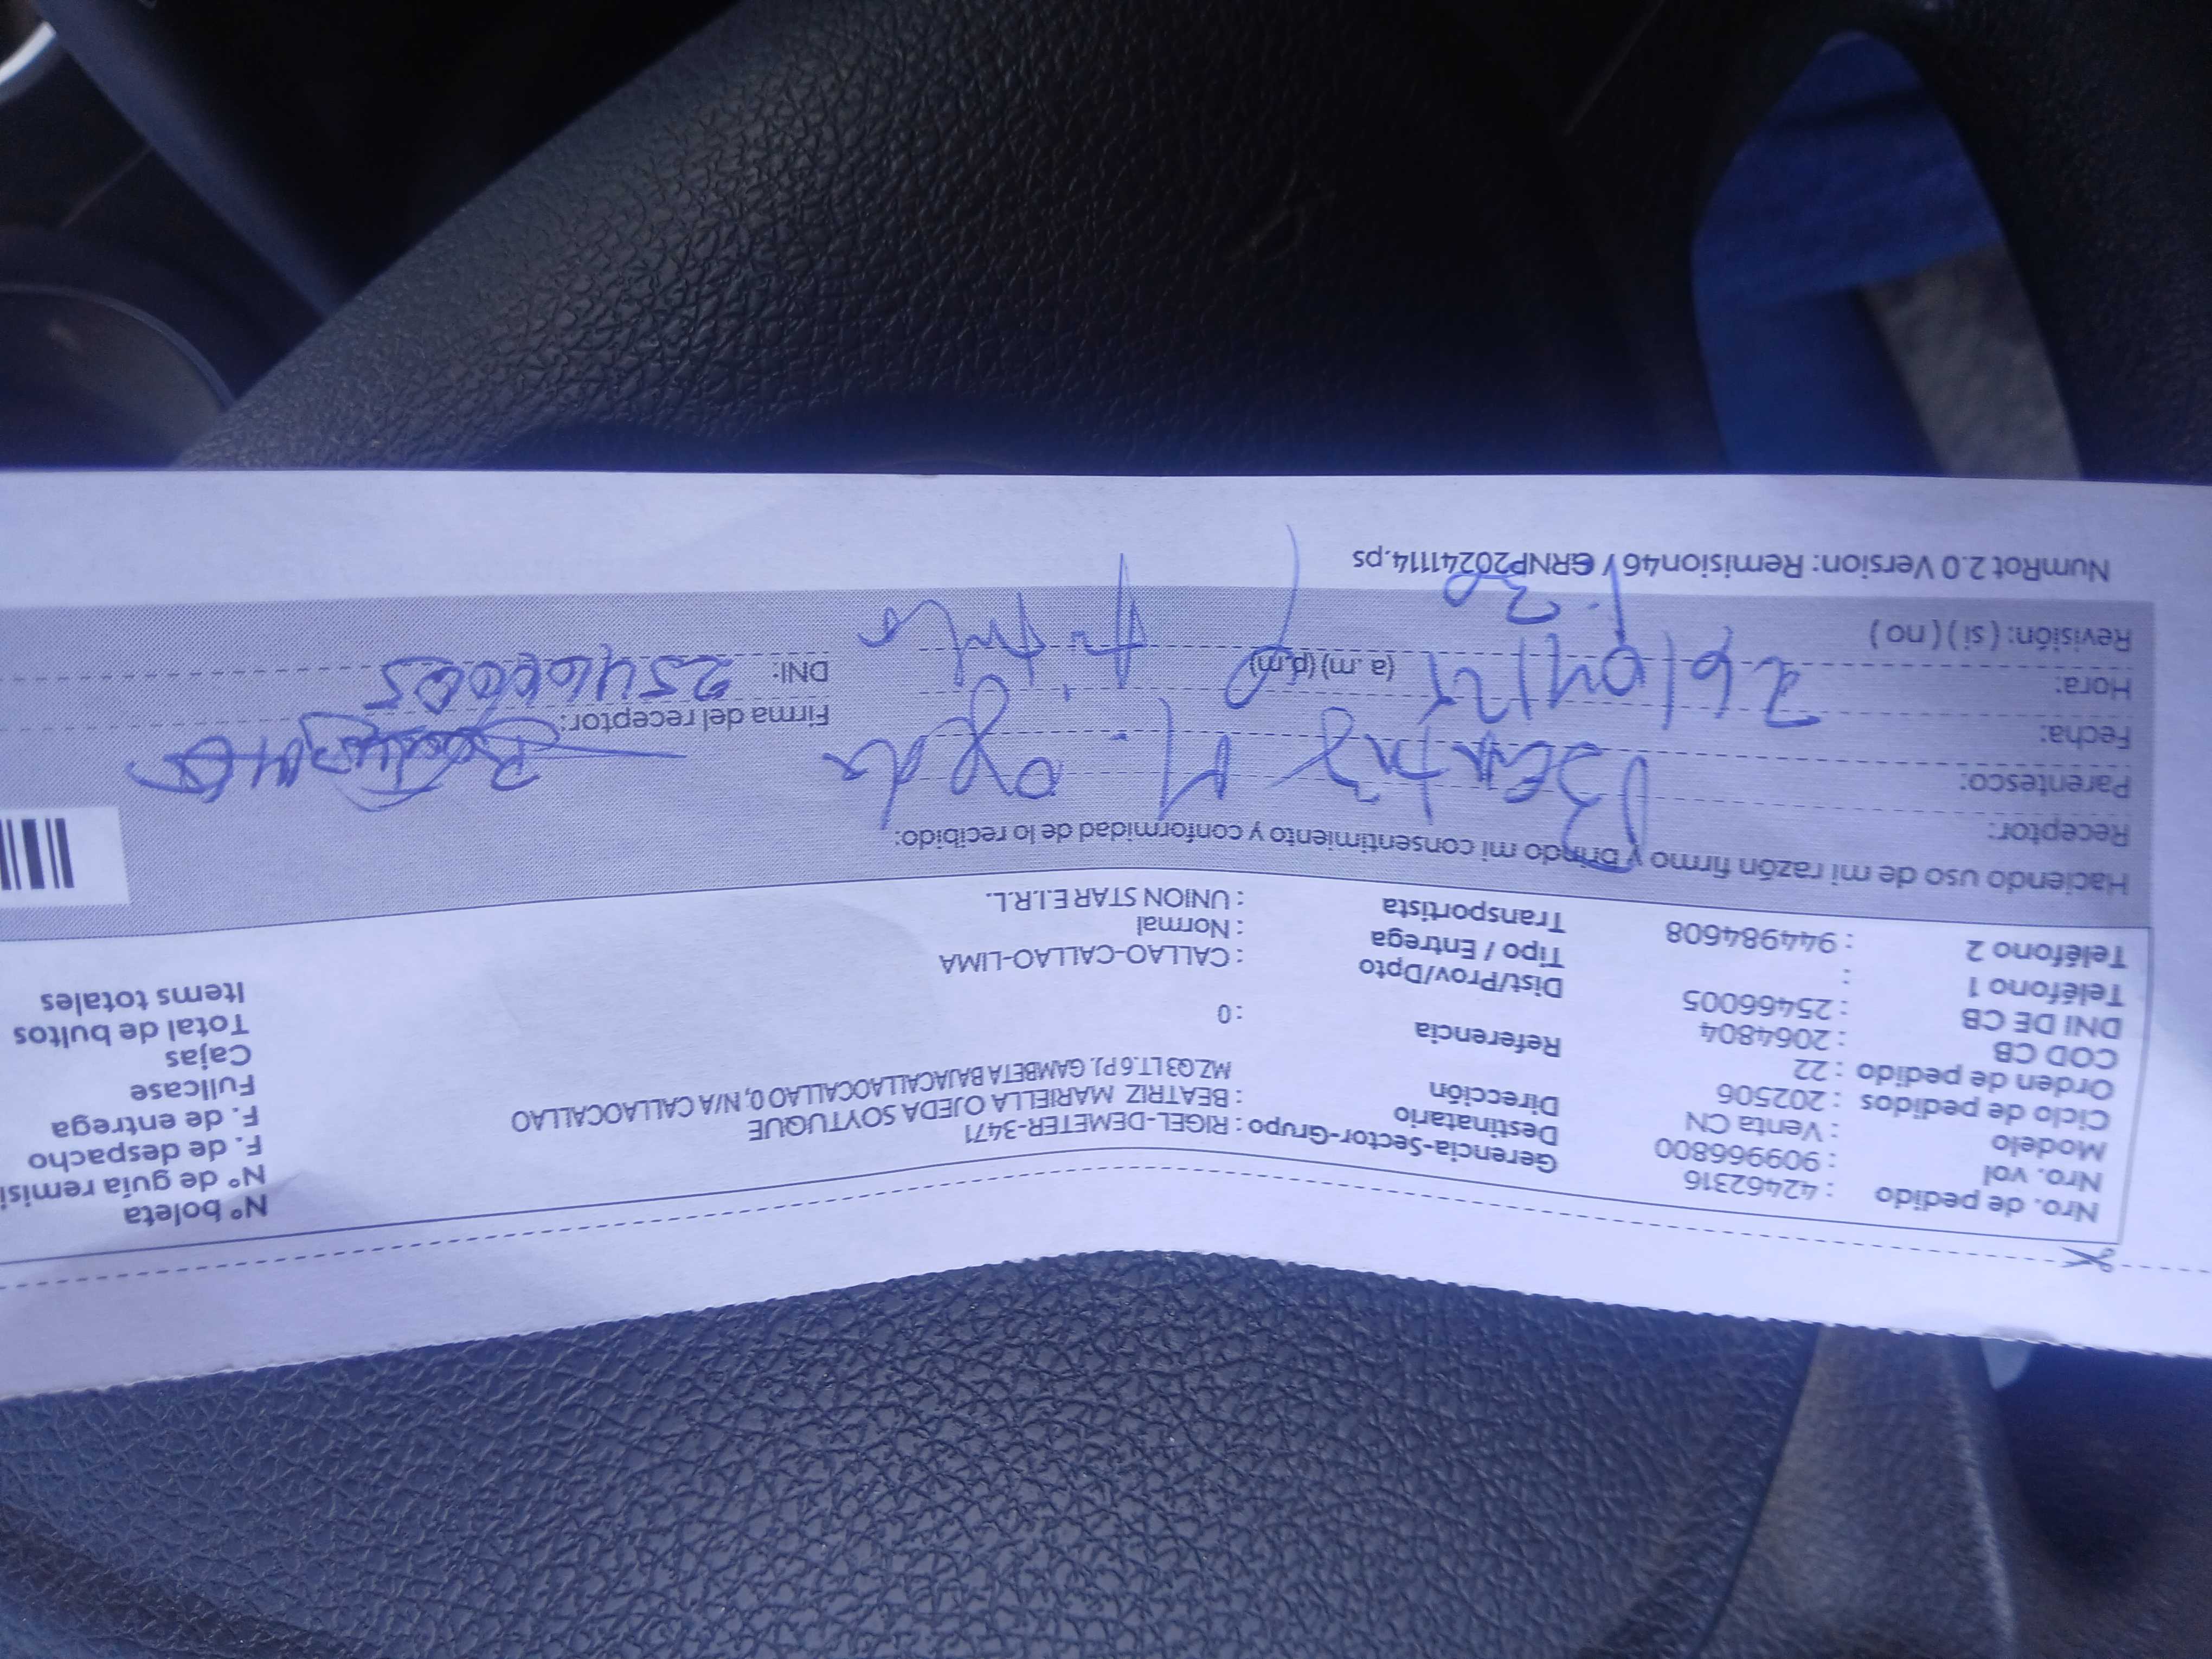 Nro. de pedido : 42462316
Nro. vol : 909966800
Modelo : Venta CN
Ciclo de pedidos : 202506
Orden de pedido : 22
COD CB : 2064804
DNI DE CB : 25466005
Teléfono 1 :
Teléfono 2 : 944984608
Gerencia-Sector-Grupo : RIGEL-DEMETER-3471
Destinatario : BEATRIZ MARIELLA OJEDA SOYTUQUE
Dirección MZ.Q3 LT.6 PJ. GAMBETA BAJACALLAOCALLAO 0, N/A CALLAOCALLAO
Referencia : 0
Dist/Prov/Dpto : CALLAO-CALLAO-LIMA
Tipo / Entrega : Normal
Transportista : UNION STAR E.I.R.L.
N° boleta
N° de guía remisi
F. de despacho
F. de entrega
Fullcase
Cajas
Total de bultos
Items totales
Haciendo uso de mi razón firmo y brindo mi consentimiento y conformidad de lo recibido:
Receptor: Beatriz M. Ojeda
Parentesco:
Fecha: 26/04/25
Hora: 1:30 (a.m) (p.m)
Revisión: ( si ) ( no )
Firma del receptor:
DNI: 25466005
NumRot 2.0 Version: Remision46 / GRNP20241114.ps